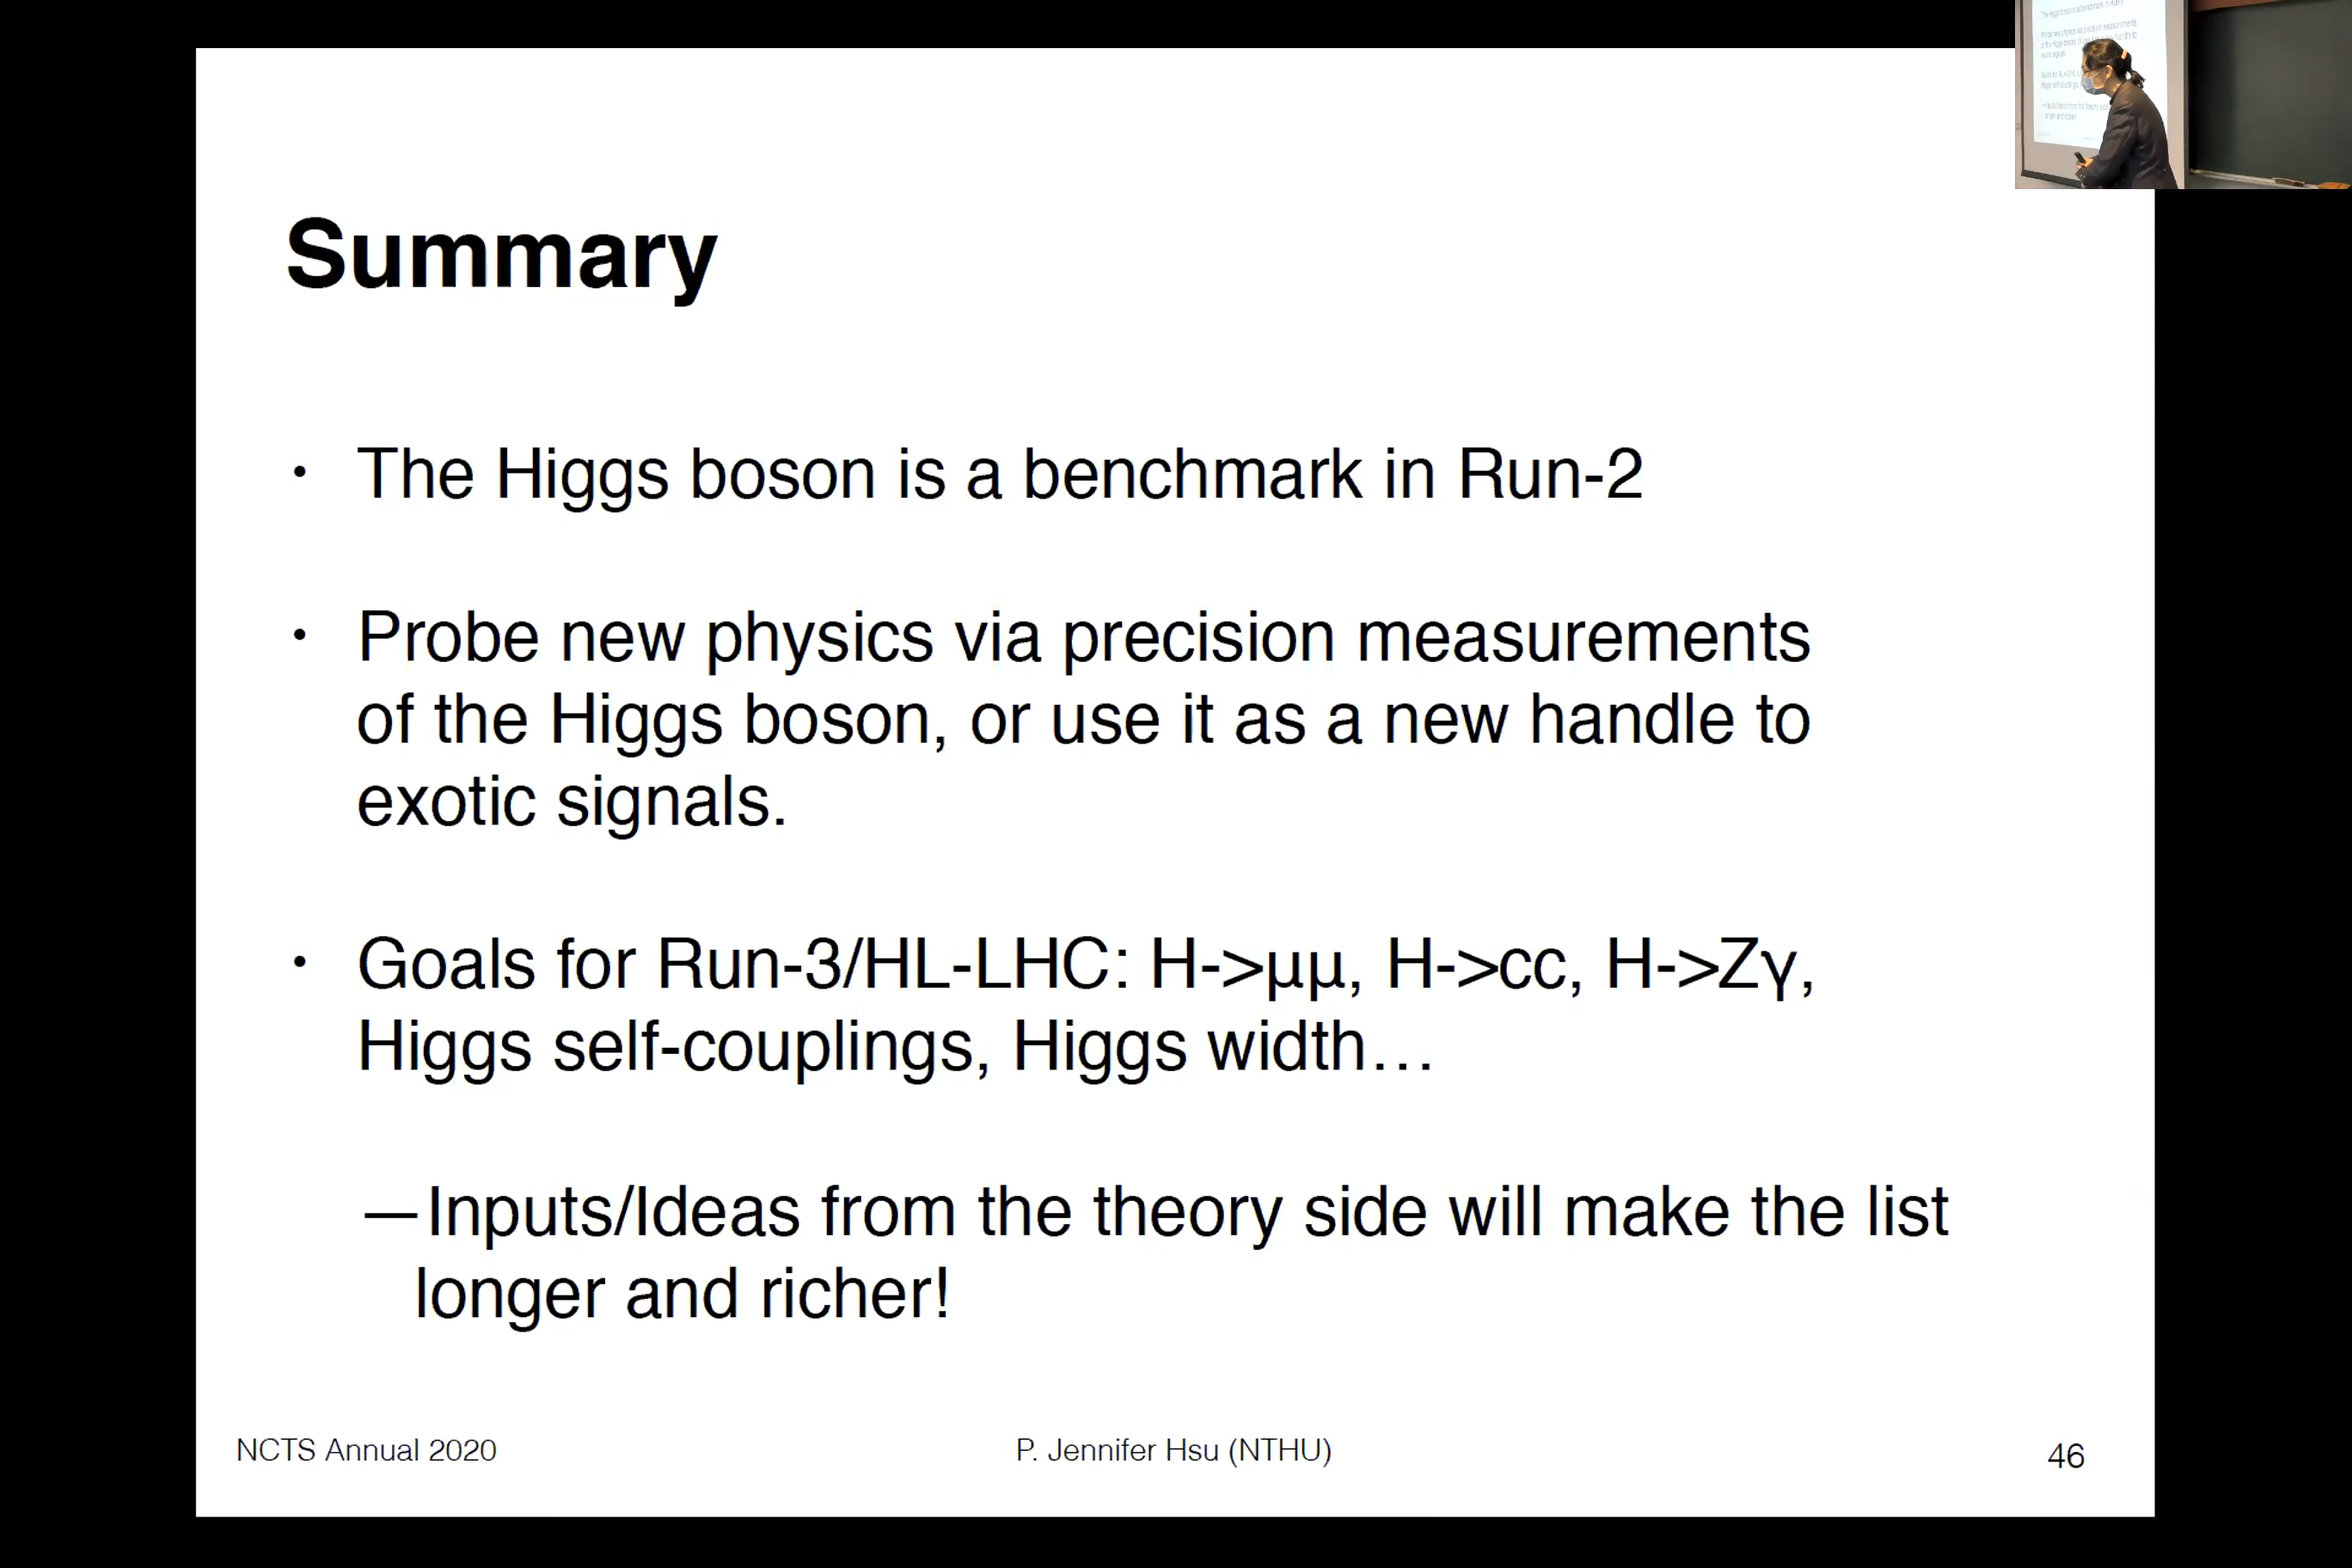 Summary
• The Higgs boson is a benchmark in Run-2
• Probe new physics via precision measurements
of the Higgs boson, or use it as a new handle to
exotic signals.
• Goals for Run-3/HL-LHC: H->μμ, H->cc, H->Zγ,
Higgs self-couplings, Higgs width…
—Inputs/Ideas from the theory side will make the list
longer and richer!
NCTS Annual 2020
P. Jennifer Hsu (NTHU)
46